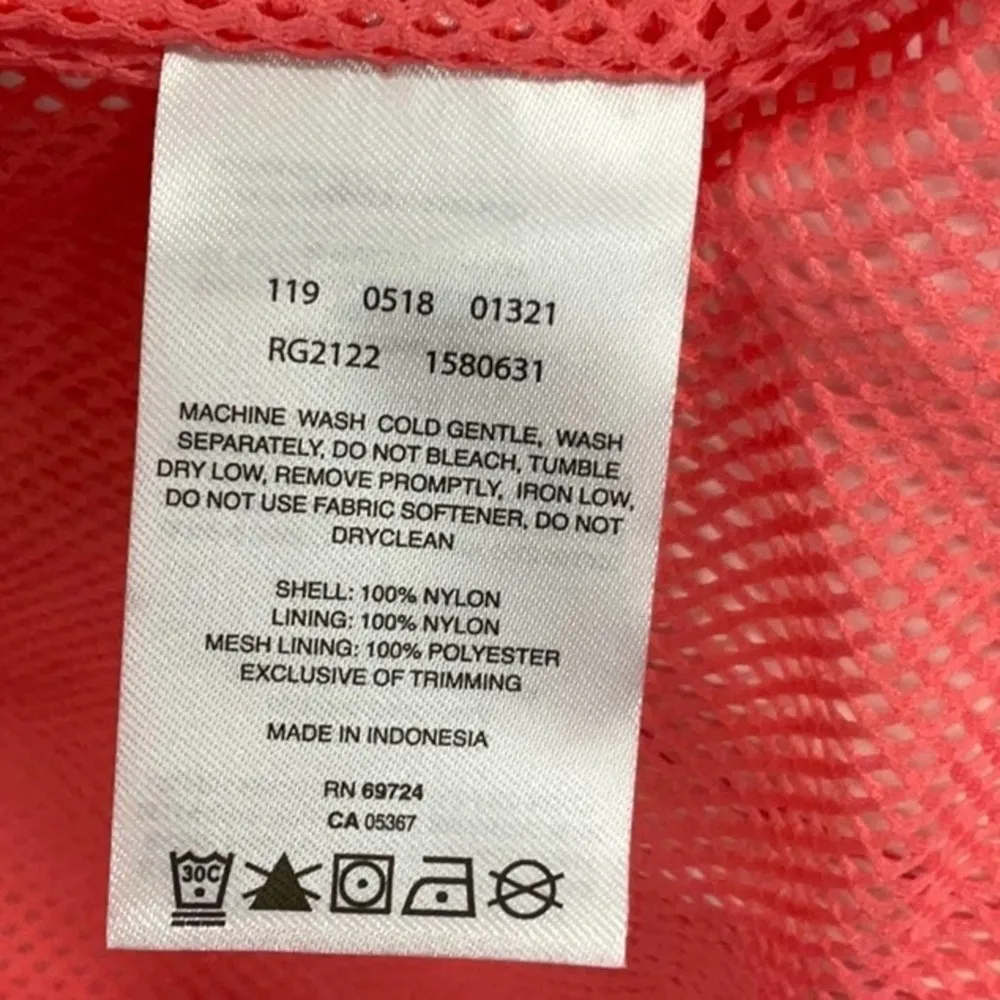 119 0518 01321
RG2122 1580631
MACHINE WASH COLD GENTLE, WASH
SEPARATELY, DO NOT BLEACH, TUMBLE
DRY LOW, REMOVE PROMPTLY, IRON LOW,
DO NOT USE FABRIC SOFTENER, DO NOT
DRYCLEAN
SHELL: 100% NYLON
LINING: 100% NYLON
MESH LINING: 100% POLYESTER
EXCLUSIVE OF TRIMMING
MADE IN INDONESIA
RN 69724
CA 05367
30C